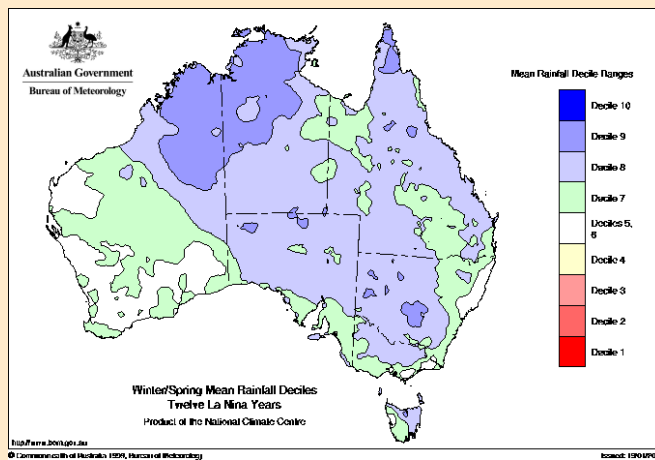 Australian Government
Bureau of Meteorology
Mean Rainfall Decile Ranges
Decile 10
Decile 9
Decile 8
Decile 7
Deciles 5,
6
Decile 4
Decile 3
Decile 2
Decile 1
Winter/Spring Mean Rainfall Deciles
Twelve La Nina Years
Product of the National Climate Centre
http://www.bom.gov.au
© Commonwealth of Australia 1999, Bureau of Meteorology
Issued: